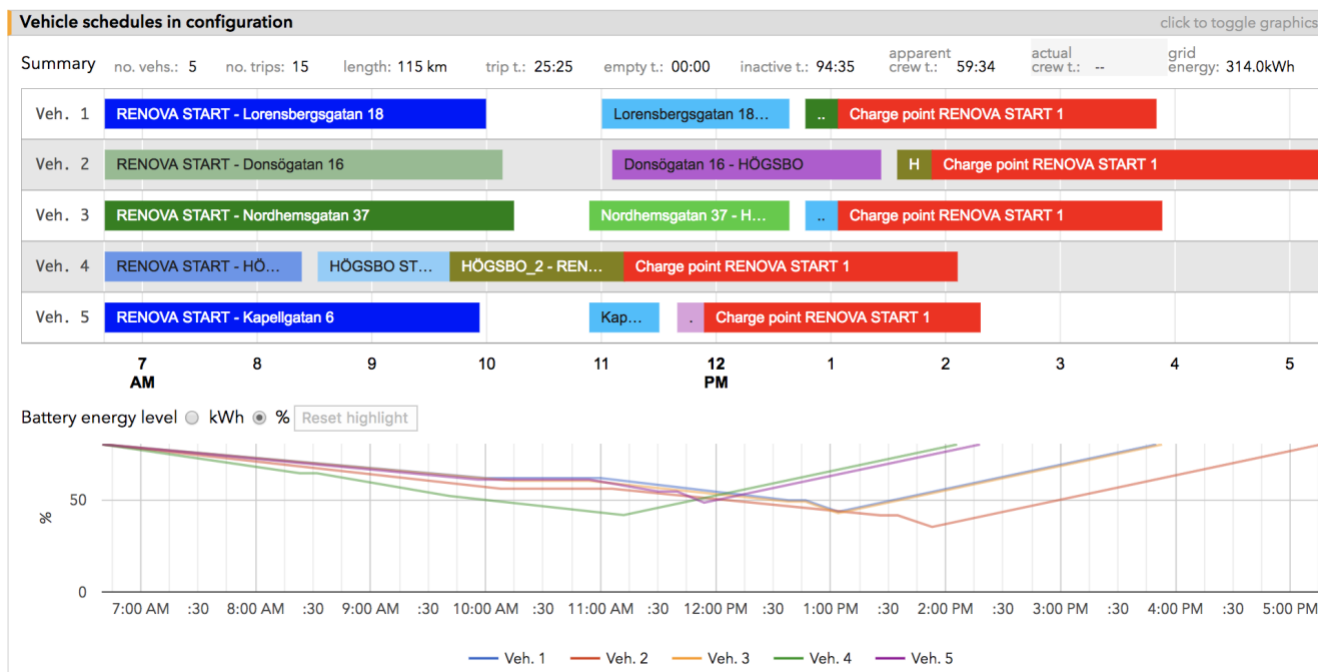 Vehicle schedules in configuration click to toggle graphics
Summary no. vehs.: 5 no. trips: 15 length: 115 km trip t.: 25:25 empty t.: 00:00 inactive t.: 94:35 apparent crew t.: 59:34 actual crew t.: -- grid energy: 314.0kWh
Veh. 1 RENOVA START - Lorensbergsgatan 18 Lorensbergsgatan 18... .. Charge point RENOVA START 1
Veh. 2 RENOVA START - Donsögatan 16 Donsögatan 16 - HÖGSBO H Charge point RENOVA START 1
Veh. 3 RENOVA START - Nordhemsgatan 37 Nordhemsgatan 37 - H... .. Charge point RENOVA START 1
Veh. 4 RENOVA START - HÖ... HÖGSBO ST... HÖGSBO_2 - REN... Charge point RENOVA START 1
Veh. 5 RENOVA START - Kapellgatan 6 Kap... . Charge point RENOVA START 1
7 8 9 10 11 12 1 2 3 4 5
AM PM
Battery energy level kWh % Reset highlight
50
%
0
7:00 AM :30 8:00 AM :30 9:00 AM :30 10:00 AM :30 11:00 AM :30 12:00 PM :30 1:00 PM :30 2:00 PM :30 3:00 PM :30 4:00 PM :30 5:00 PM
Veh. 1 Veh. 2 Veh. 3 Veh. 4 Veh. 5